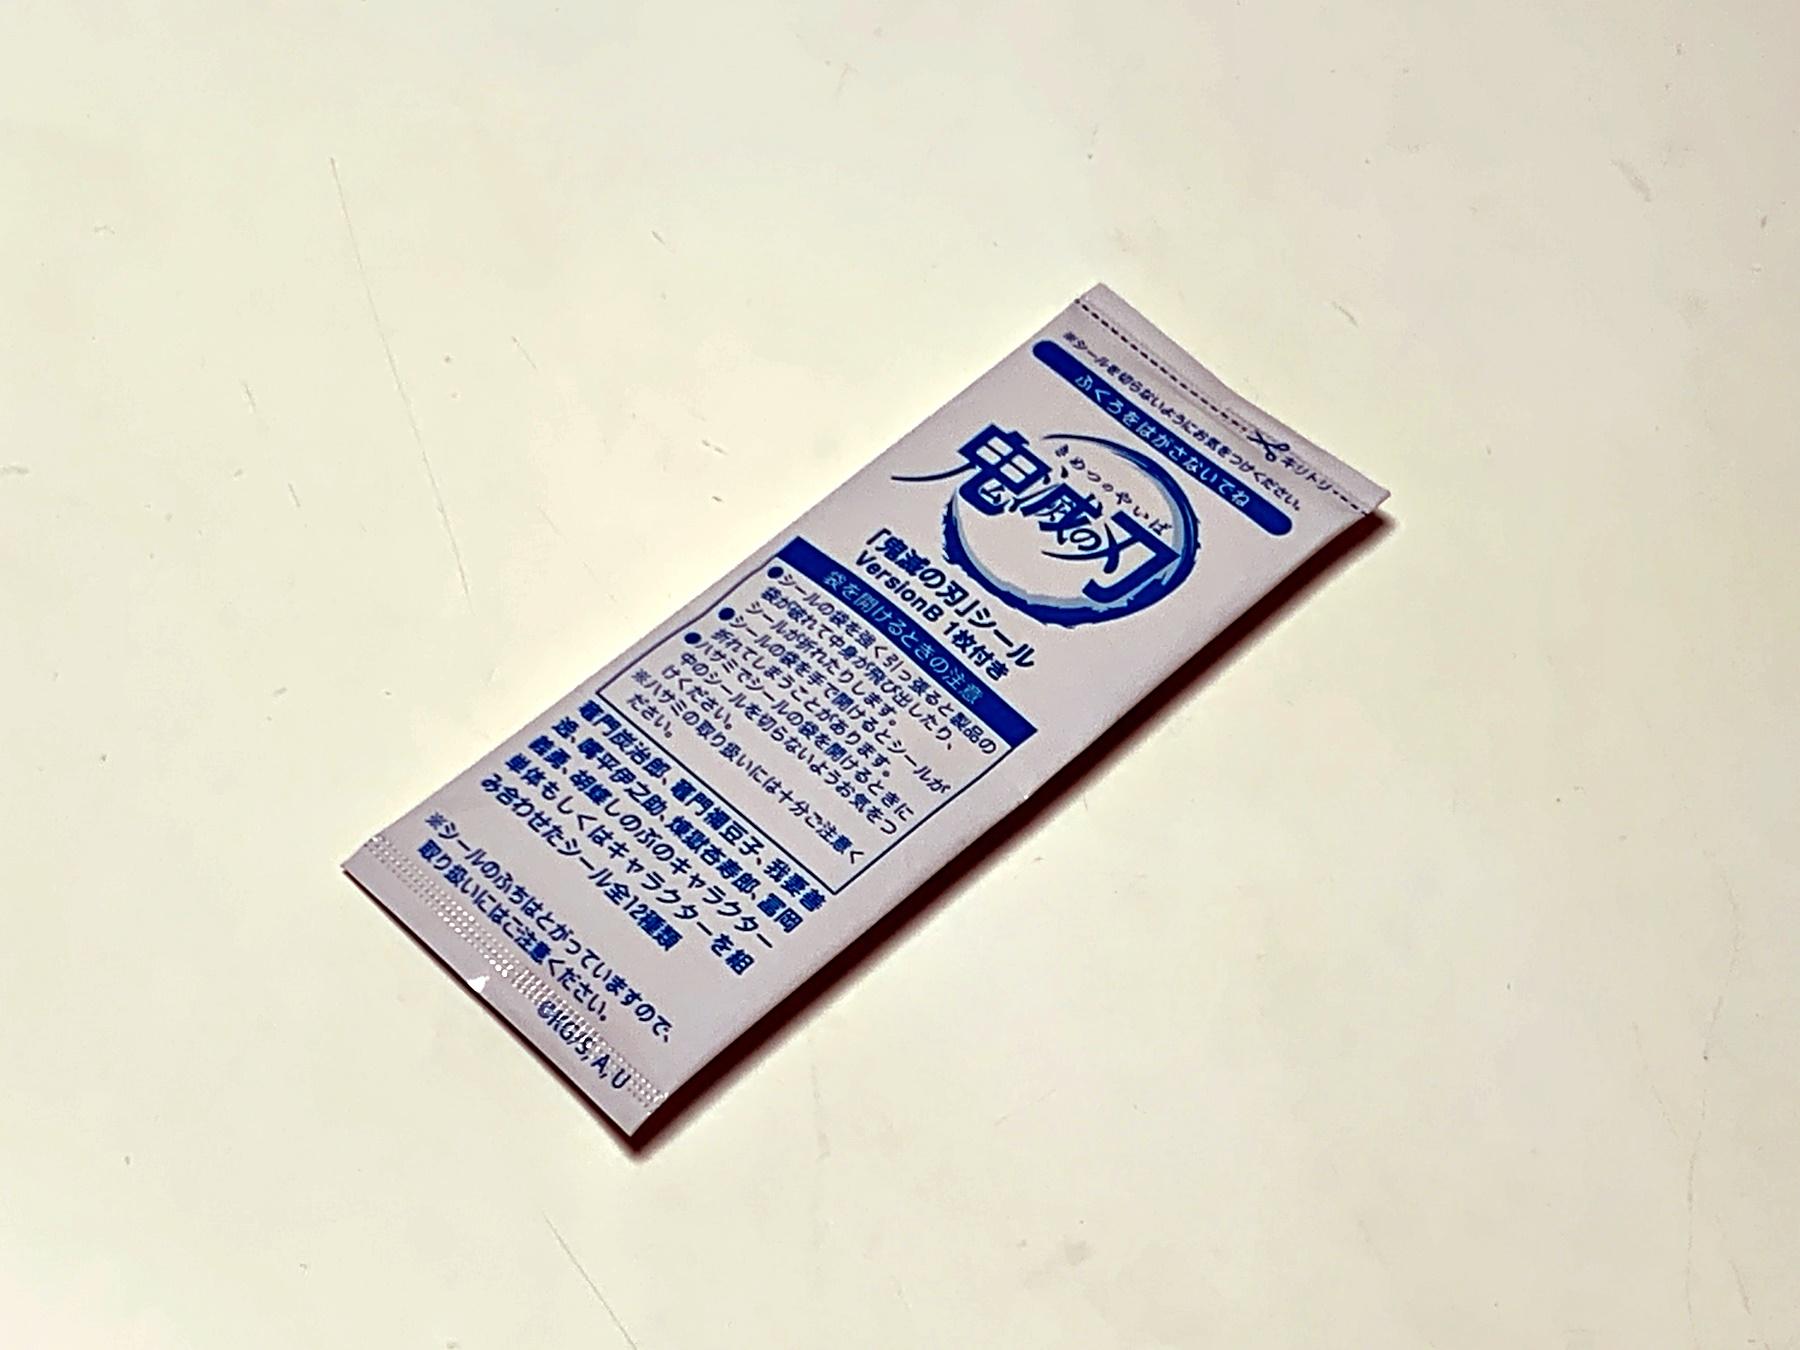 ✂キリトリ
※シールを切らないようにお気をつけください。
ふくろをはがさないでね
きめつのやいば
鬼滅の刃
「鬼滅の刃」シール
VersionB 1枚付き
袋を開けるときの注意
●シールの袋を強く引っ張ると製品の
袋が破れて中身が飛び出したり、
シールが折れたりします。
●シールの袋を手で開けるとシールが
折れてしまうことがあります。
●ハサミでシールの袋を開けるときに
中のシールを切らないようお気をつ
けください。
※ハサミの取り扱いには十分ご注意く
ださい。
竈門炭治郎、竈門禰豆子、我妻善
逸、嘴平伊之助、煉獄杏寿郎、冨岡
義勇、胡蝶しのぶのキャラクター
単体もしくはキャラクターを組
み合わせたシール全12種類
※シールのふちはとがっていますので、
取り扱いにはご注意ください。
©KG/S,A,U